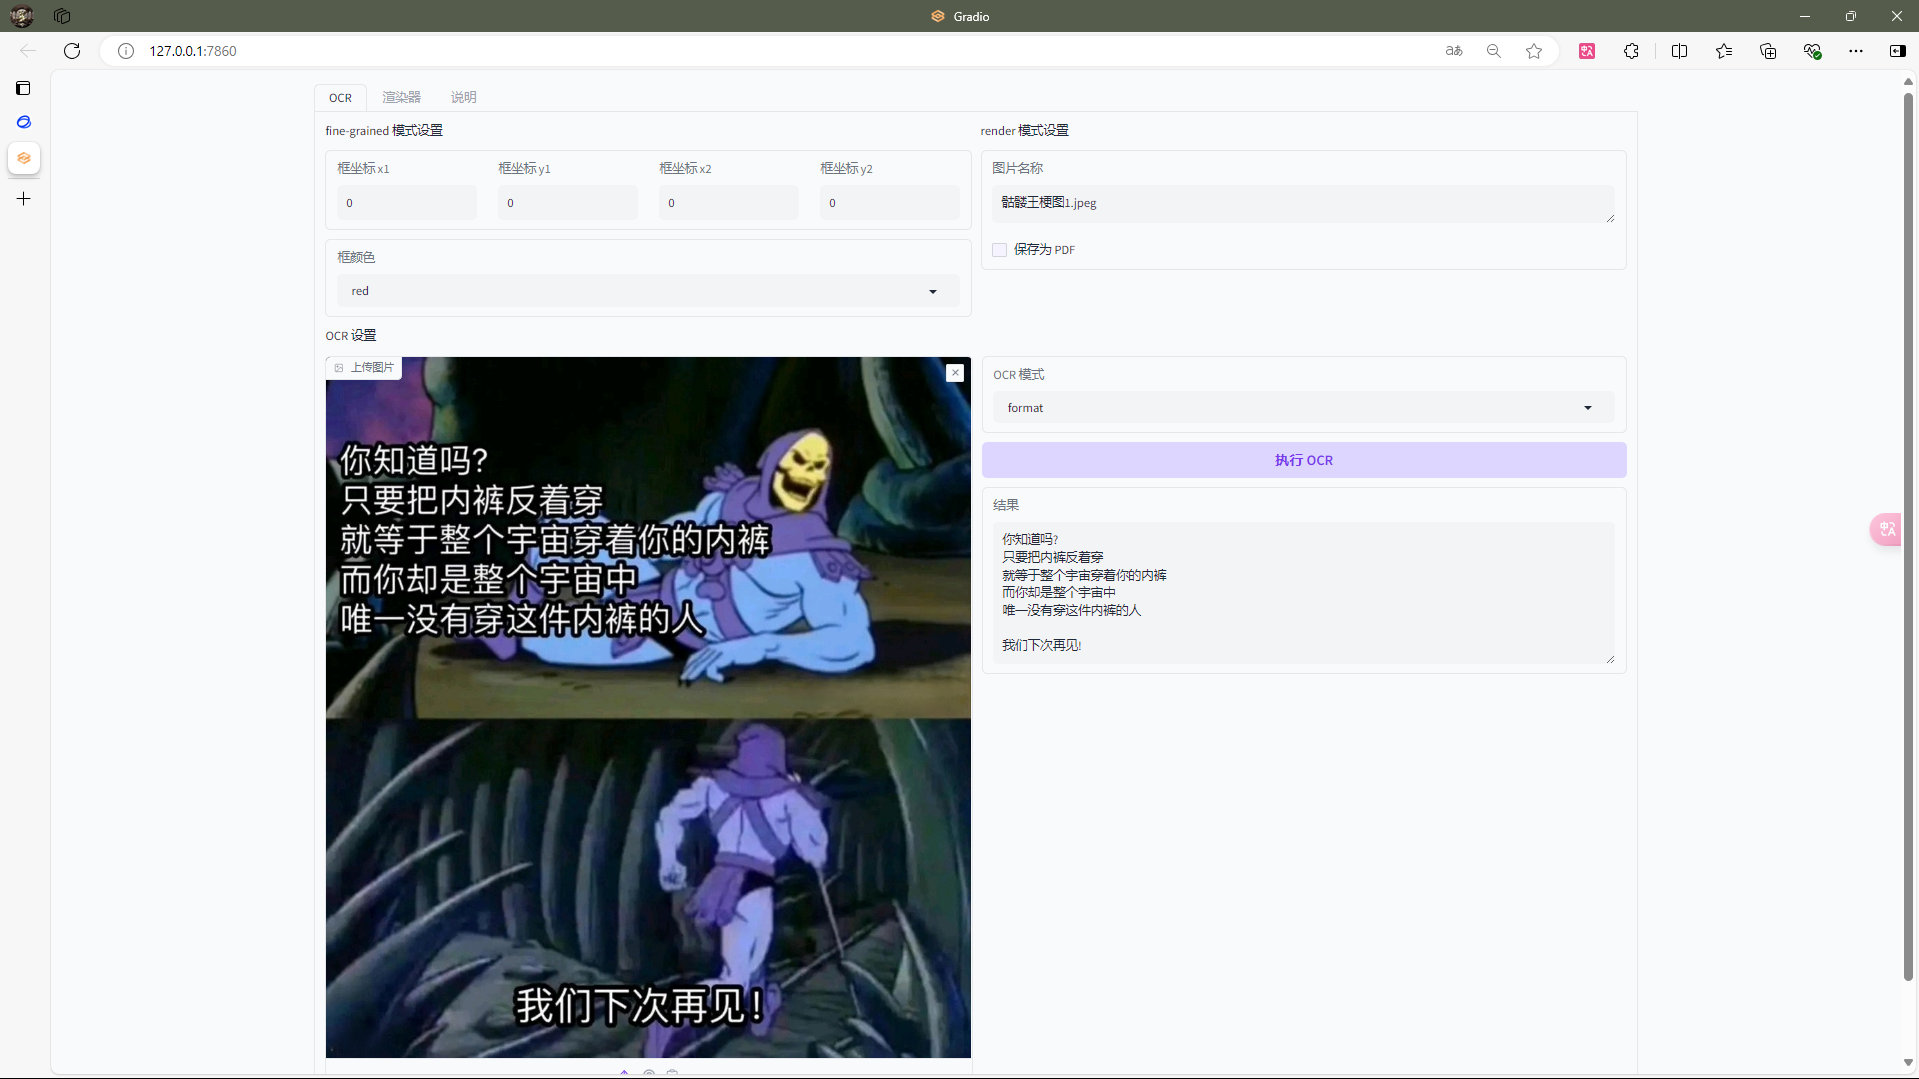 Gradio
127.0.0.1:7860
OCR
渲染器
说明
fine-grained 模式设置
框坐标 x1
框坐标 y1
框坐标 x2
框坐标 y2
0
0
0
0
框颜色
red
render 模式设置
图片名称
骷髅王梗图1.jpeg
保存为 PDF
OCR 设置
上传图片
你知道吗?
只要把内裤反着穿
就等于整个宇宙穿着你的内裤
而你却是整个宇宙中
唯一没有穿这件内裤的人
我们下次再见!
OCR 模式
format
执行 OCR
结果
你知道吗?
只要把内裤反着穿
就等于整个宇宙穿着你的内裤
而你却是整个宇宙中
唯一没有穿这件内裤的人
我们下次再见!